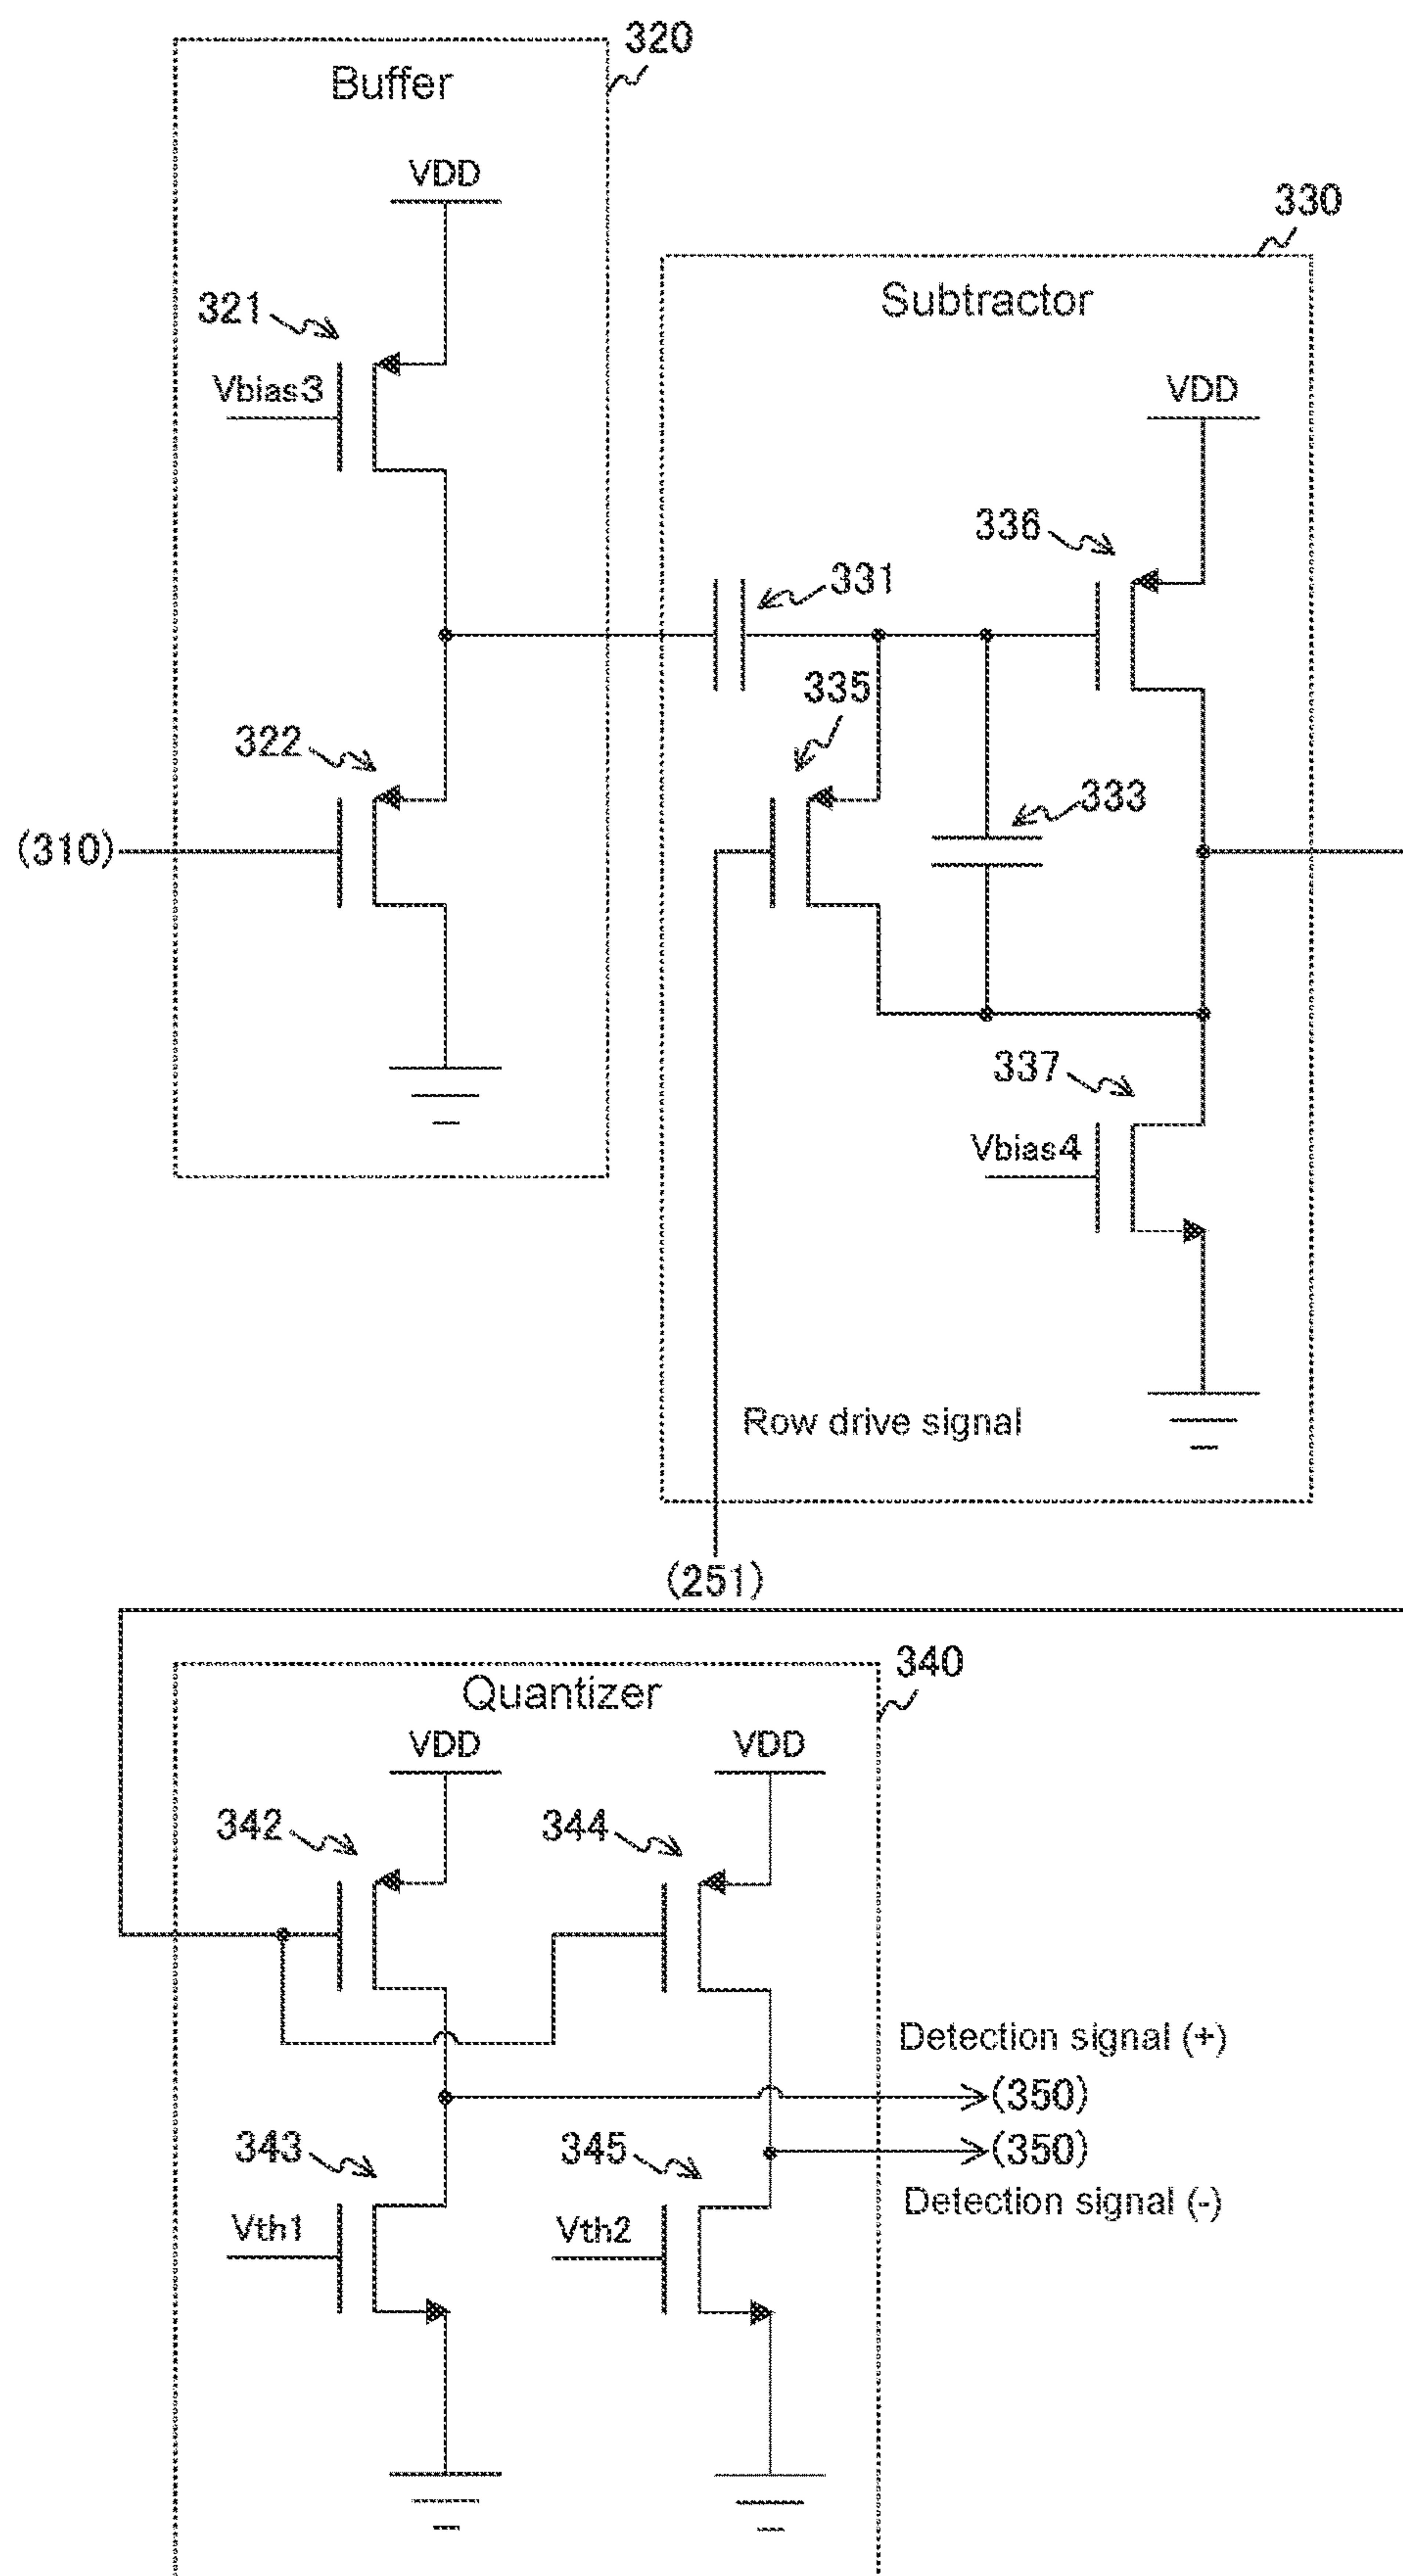 320
Buffer
VDD
330
Subtractor
321
Vbias3
VDD
336
331
335
322
333
(310)
337
Vbias4
Row drive signal
(251)
340
Quantizer
VDD
VDD
342
344
Detection signal (+)
(350)
343
345
(350)
Detection signal (-)
Vth1
Vth2